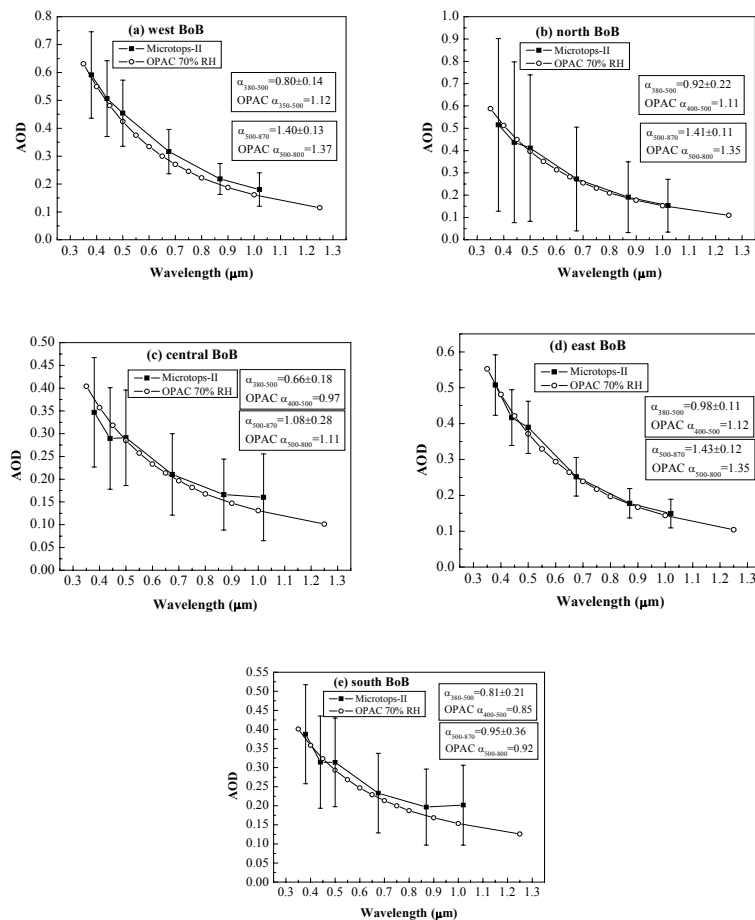 (a) west BoB
Microtops-II
OPAC 70% RH
α380-500=0.80±0.14
OPAC α350-500=1.12
α500-870=1.40±0.13
OPAC α500-800=1.37
0.8
0.7
0.6
0.5
0.4
0.3
0.2
0.1
0.0
AOD
0.3 0.4 0.5 0.6 0.7 0.8 0.9 1.0 1.1 1.2 1.3
Wavelength (μm)
(b) north BoB
Microtops-II
OPAC 70% RH
α380-500=0.92±0.22
OPAC α400-500=1.11
α500-870=1.41±0.11
OPAC α500-800=1.35
1.0
0.9
0.8
0.7
0.6
0.5
0.4
0.3
0.2
0.1
0.0
AOD
0.3 0.4 0.5 0.6 0.7 0.8 0.9 1.0 1.1 1.2 1.3
Wavelength (μm)
(c) central BoB
Microtops-II
OPAC 70% RH
α380-500=0.66±0.18
OPAC α400-500=0.97
α500-870=1.08±0.28
OPAC α500-800=1.11
0.50
0.45
0.40
0.35
0.30
0.25
0.20
0.15
0.10
0.05
0.00
AOD
0.3 0.4 0.5 0.6 0.7 0.8 0.9 1.0 1.1 1.2 1.3
Wavelength (μm)
(d) east BoB
Microtops-II
OPAC 70% RH
α380-500=0.98±0.11
OPAC α400-500=1.12
α500-870=1.43±0.12
OPAC α500-800=1.35
0.6
0.5
0.4
0.3
0.2
0.1
0.0
AOD
0.3 0.4 0.5 0.6 0.7 0.8 0.9 1.0 1.1 1.2 1.3
Wavelength (μm)
(e) south BoB
Microtops-II
OPAC 70% RH
α380-500=0.81±0.21
OPAC α400-500=0.85
α500-870=0.95±0.36
OPAC α500-800=0.92
0.55
0.50
0.45
0.40
0.35
0.30
0.25
0.20
0.15
0.10
0.05
0.00
AOD
0.3 0.4 0.5 0.6 0.7 0.8 0.9 1.0 1.1 1.2 1.3
Wavelength (μm)